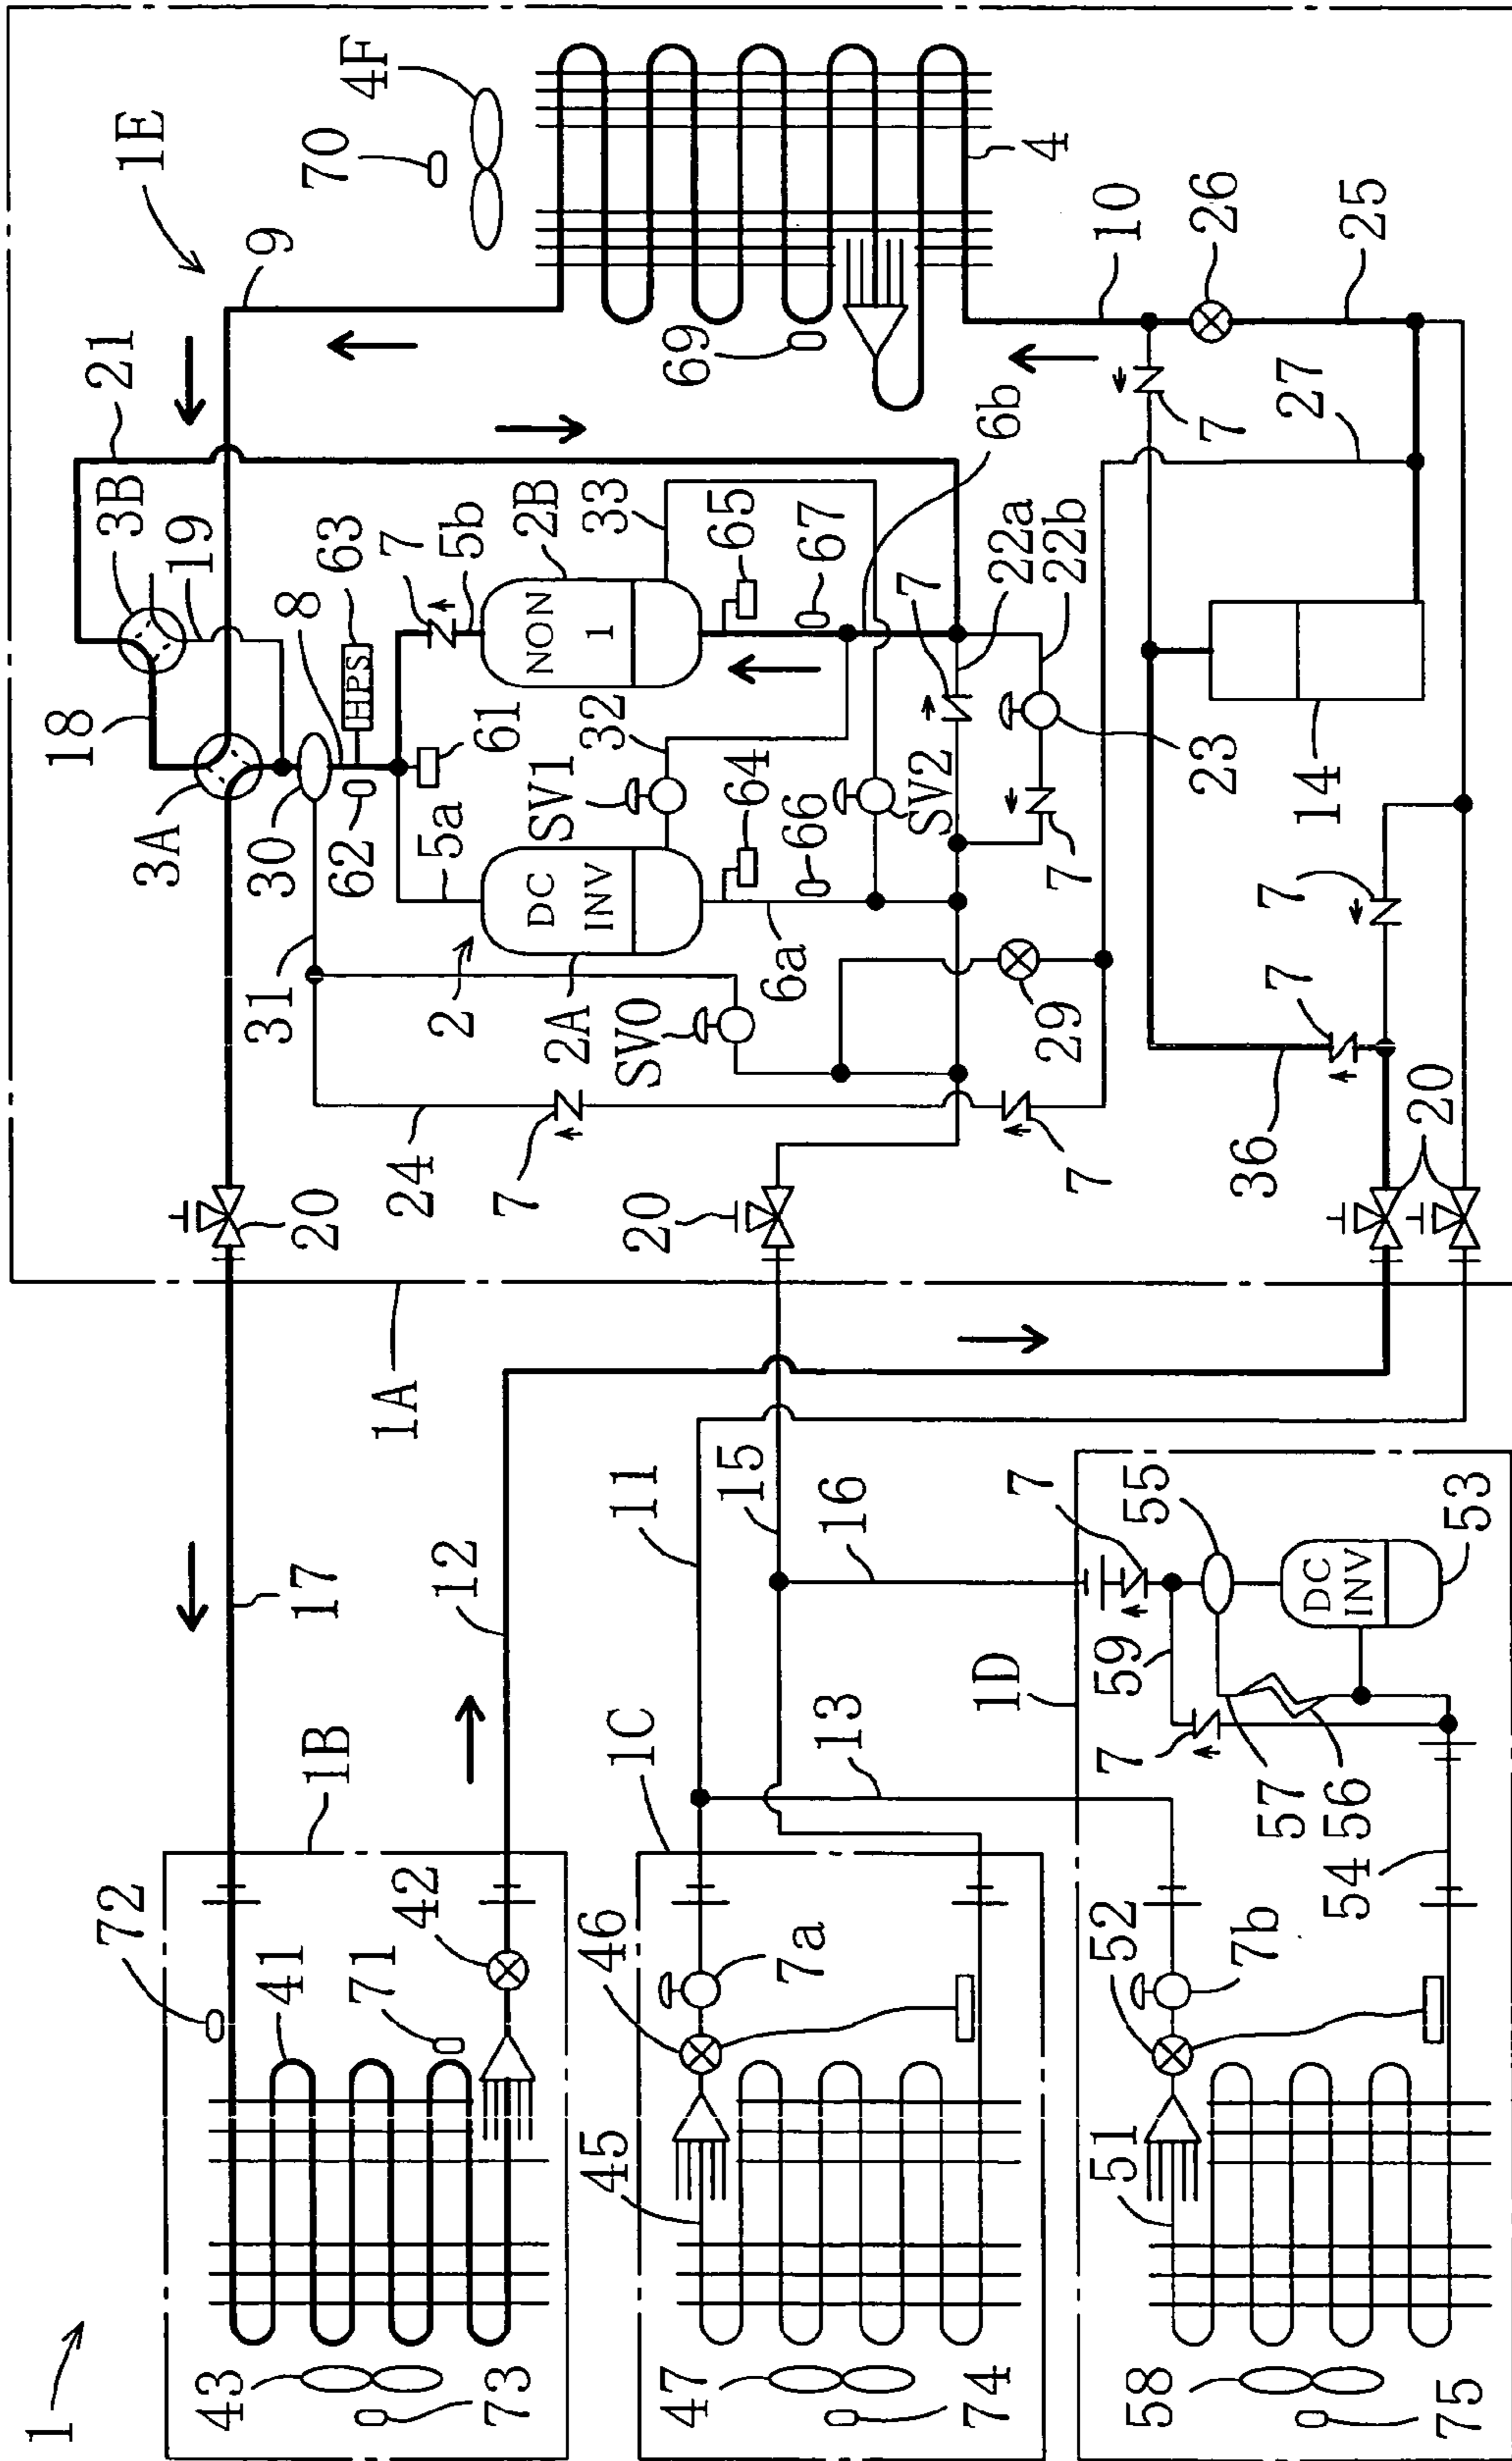 1
1E
4F
70
9
4
21
3B
19
18
3A
30
63
8
7
5b
2B
33
HPS
NON
1
61
62
5a
31
32
SV1
65
67
6b
69
10
26
25
7
27
22a
22b
7
23
14
64
66
SV2
7
DC
INV
2
2A
6a
SV0
29
7
7
36
24
7
7
20
20
20
1A
17
12
11
15
16
13
1B
1C
1D
72
41
71
42
43
73
46
7a
45
47
74
7
55
59
DC
INV
53
7
57
56
54
52
7b
51
58
75